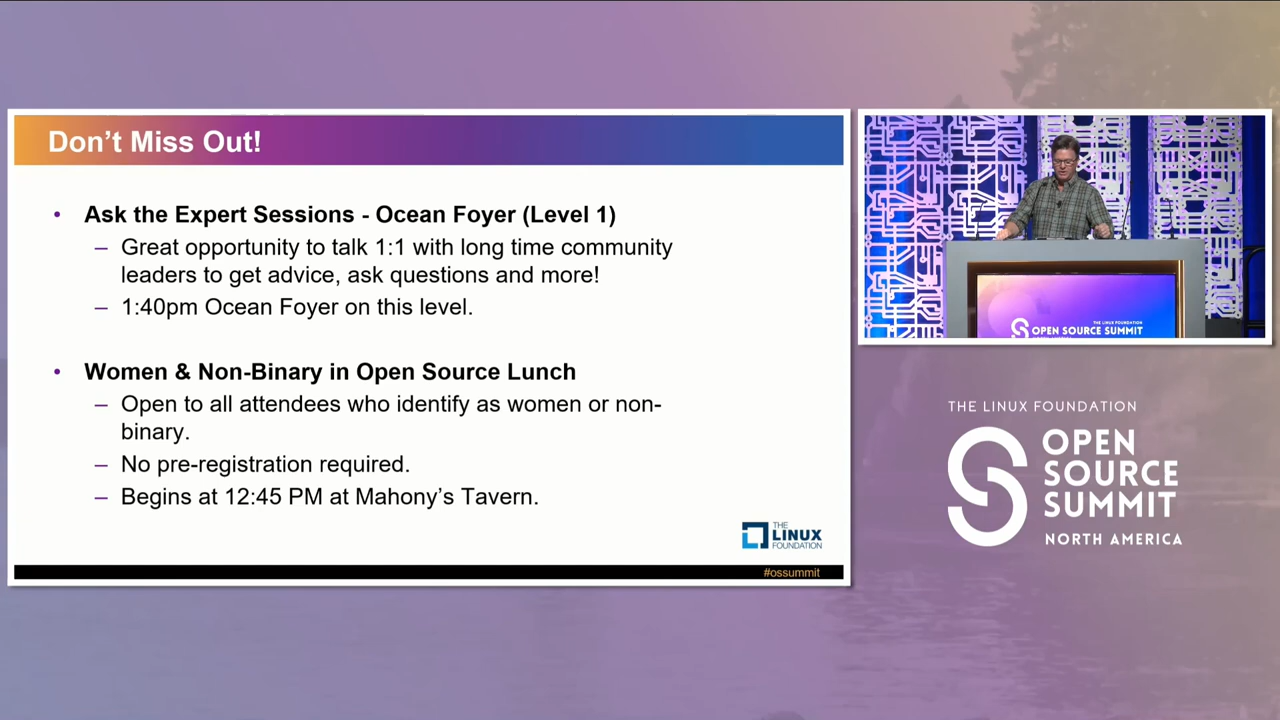 Don't Miss Out!
• Ask the Expert Sessions - Ocean Foyer (Level 1)
– Great opportunity to talk 1:1 with long time community
leaders to get advice, ask questions and more!
– 1:40pm Ocean Foyer on this level.
• Women & Non-Binary in Open Source Lunch
– Open to all attendees who identify as women or non-
binary.
– No pre-registration required.
– Begins at 12:45 PM at Mahony's Tavern.
THE
LINUX
FOUNDATION
#ossummit
THE LINUX FOUNDATION
OPEN SOURCE SUMMIT
THE LINUX FOUNDATION
OPEN
SOURCE
SUMMIT
NORTH AMERICA